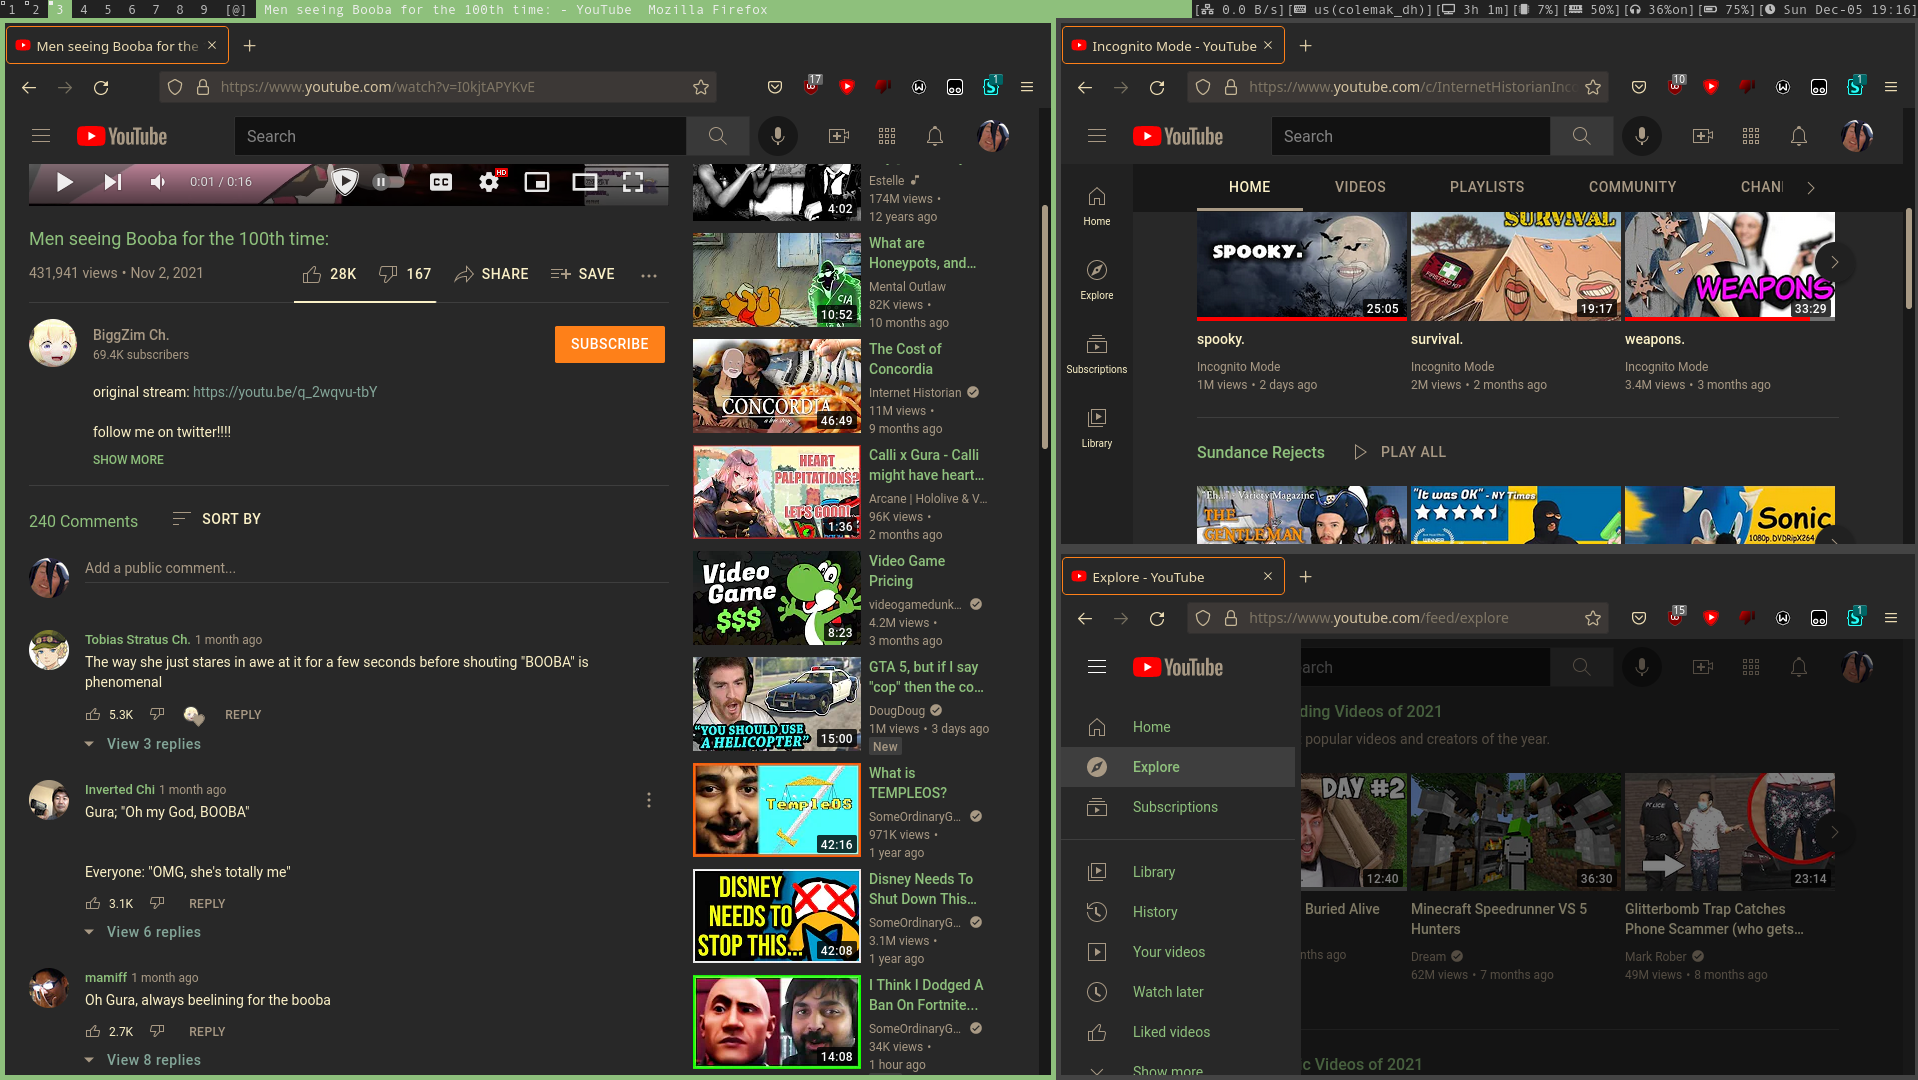 1 2 3 4 5 6 7 8 9 [@] Men seeing Booba for the 100th time: - YouTube Mozilla Firefox
[ 0.0 B/s][ us(colemak_dh)][ 3h 1m][ 7%][ 50%][ 36%on][ 75%][ Sun Dec-05 19:16]
Men seeing Booba for the
https://www.youtube.com/watch?v=I0kjtAPYKvE
17
1
YouTube
Search
0:01 / 0:16
CC
HD
Men seeing Booba for the 100th time:
431,941 views • Nov 2, 2021
28K
167
SHARE
SAVE
BiggZim Ch.
69.4K subscribers
SUBSCRIBE
original stream: https://youtu.be/q_2wqvu-tbY
follow me on twitter!!!!
SHOW MORE
240 Comments
SORT BY
Add a public comment...
Tobias Stratus Ch. 1 month ago
The way she just stares in awe at it for a few seconds before shouting "BOOBA" is
phenomenal
5.3K
REPLY
View 3 replies
Inverted Chi 1 month ago
Gura; "Oh my God, BOOBA"
Everyone: "OMG, she's totally me"
3.1K
REPLY
View 6 replies
mamiff 1 month ago
Oh Gura, always beelining for the booba
2.7K
REPLY
View 8 replies
4:02
Estelle
174M views •
12 years ago
CIA
10:52
What are
Honeypots, and...
Mental Outlaw
82K views •
10 months ago
CONCORDIA
46:49
The Cost of
Concordia
Internet Historian
11M views •
9 months ago
HEART
PALPITATIONS?
LET'S GOOO!
1:36
Calli x Gura - Calli
might have heart...
Arcane | Hololive & V...
96K views •
2 months ago
Video
Game
$$$
8:23
Video Game
Pricing
videogamedunk...
4.2M views •
3 months ago
"YOU SHOULD USE
A HELICOPTER"
15:00
GTA 5, but if I say
"cop" then the co...
DougDoug
1M views • 3 days ago
New
TempleOS
42:16
What is
TEMPLEOS?
SomeOrdinaryG...
971K views •
1 year ago
DISNEY
NEEDS TO
STOP THIS...
42:08
Disney Needs To
Shut Down This...
SomeOrdinaryG...
3.1M views •
1 year ago
14:08
I Think I Dodged A
Ban On Fortnite...
SomeOrdinaryG...
34K views •
1 hour ago
Incognito Mode - YouTube
https://www.youtube.com/c/InternetHistorianInc
10
1
YouTube
Search
Home
Explore
Subscriptions
Library
HOME
VIDEOS
PLAYLISTS
COMMUNITY
CHAN
SPOOKY.
25:05
SURVIVAL
FIRST AID KIT
19:17
WEAPONS
33:29
spooky.
Incognito Mode
1M views • 2 days ago
survival.
Incognito Mode
2M views • 2 months ago
weapons.
Incognito Mode
3.4M views • 3 months ago
Sundance Rejects
PLAY ALL
"Eh..." - Variety Magazine
THE
GENTLEMAN
"It was OK" - NY Times
Sonic
1080p.DVDRipX264
Explore - YouTube
https://www.youtube.com/feed/explore
15
1
YouTube
earch
Home
Explore
Subscriptions
Library
History
Your videos
Watch later
Liked videos
Show more
ding Videos of 2021
popular videos and creators of the year.
DAY #2
12:40
36:30
POLICE
23:14
Buried Alive
nths ago
Minecraft Speedrunner VS 5
Hunters
Dream
62M views • 7 months ago
Glitterbomb Trap Catches
Phone Scammer (who gets...
Mark Rober
49M views • 8 months ago
c Videos of 2021